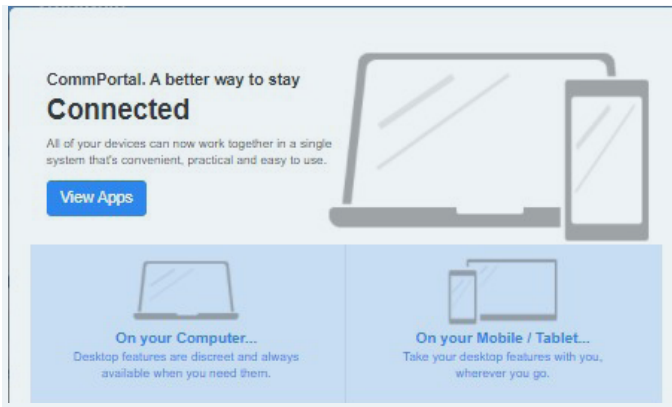 CommPortal. A better way to stay
Connected
All of your devices can now work together in a single
system that's convenient, practical and easy to use.
View Apps
On your Computer...
Desktop features are discreet and always
available when you need them.
On your Mobile / Tablet...
Take your desktop features with you,
wherever you go.